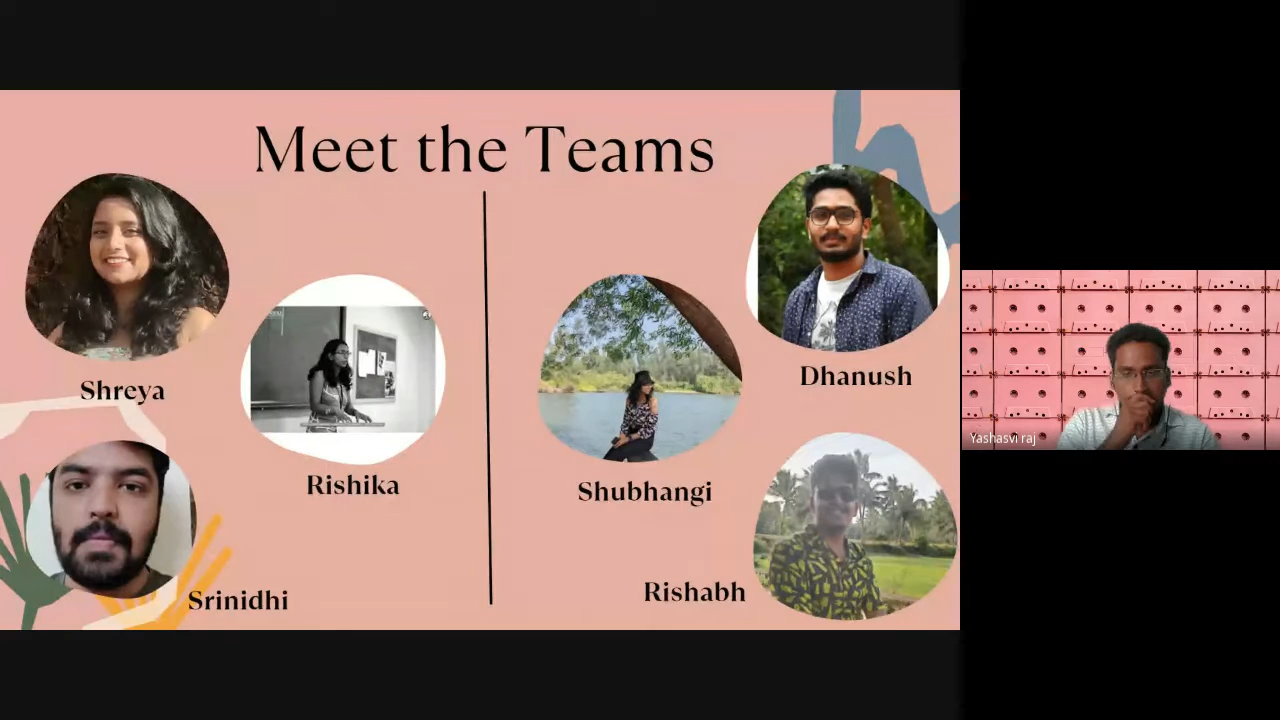 Meet the Teams
Shreya
Rishika
Srinidhi
Shubhangi
Dhanush
Rishabh
Yashasvi raj